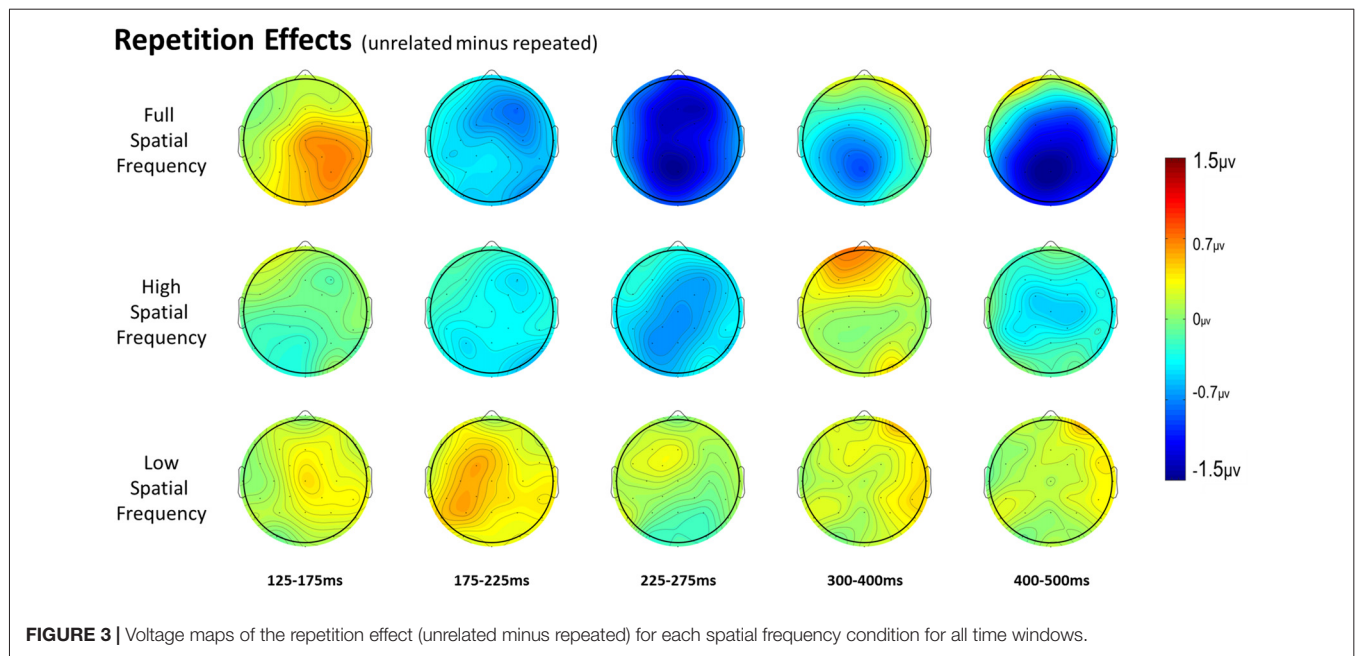 Repetition Effects (unrelated minus repeated)
Full
Spatial
Frequency
High
Spatial
Frequency
Low
Spatial
Frequency
1.5μv
0.7μv
0μv
-0.7μv
-1.5μv
125-175ms 175-225ms 225-275ms 300-400ms 400-500ms
FIGURE 3 | Voltage maps of the repetition effect (unrelated minus repeated) for each spatial frequency condition for all time windows.